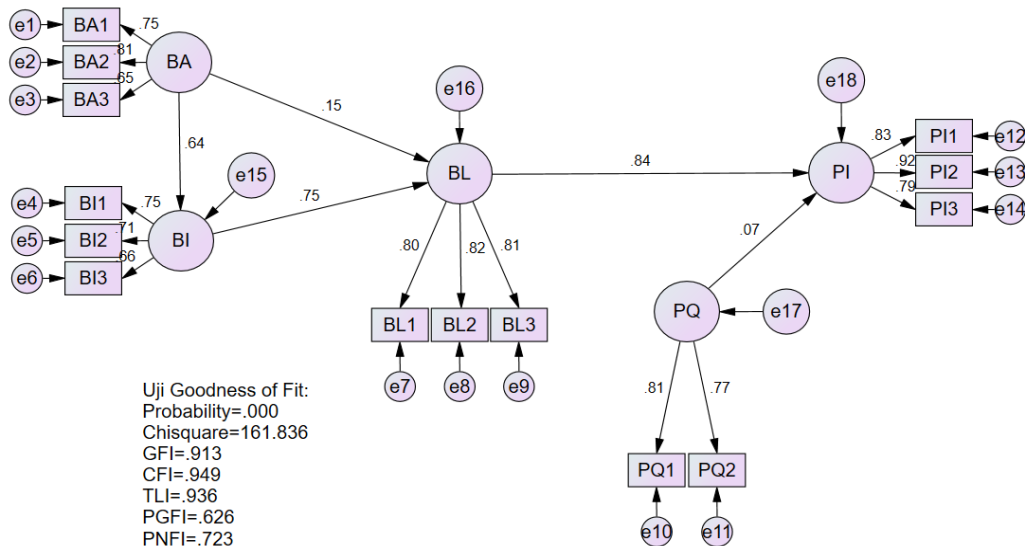 e1
BA1
.75
e2
BA2
.81
BA
e3
BA3
.65
.64
.15
e15
e4
BI1
.75
e5
BI2
.71
BI
e6
BI3
.66
.75
e16
BL
.84
.80
.82
.81
BL1
BL2
BL3
e7
e8
e9
e18
PI
.83
PI1
e12
.92
PI2
e13
.79
PI3
e14
.07
PQ
e17
.81
.77
PQ1
PQ2
e10
e11
Uji Goodness of Fit:
Probability=.000
Chisquare=161.836
GFI=.913
CFI=.949
TLI=.936
PGFI=.626
PNFI=.723